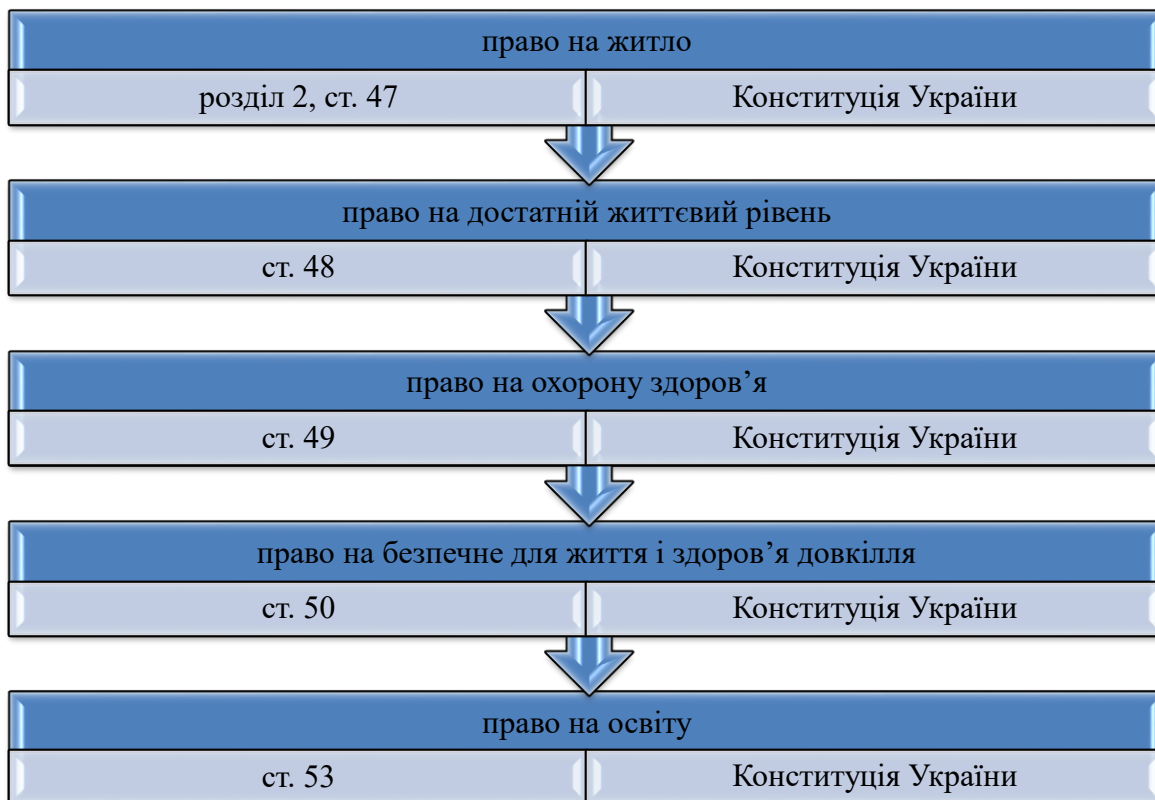 право на житло
розділ 2, ст. 47 Конституція України
право на достатній життєвий рівень
ст. 48 Конституція України
право на охорону здоров’я
ст. 49 Конституція України
право на безпечне для життя і здоров’я довкілля
ст. 50 Конституція України
право на освіту
ст. 53 Конституція України